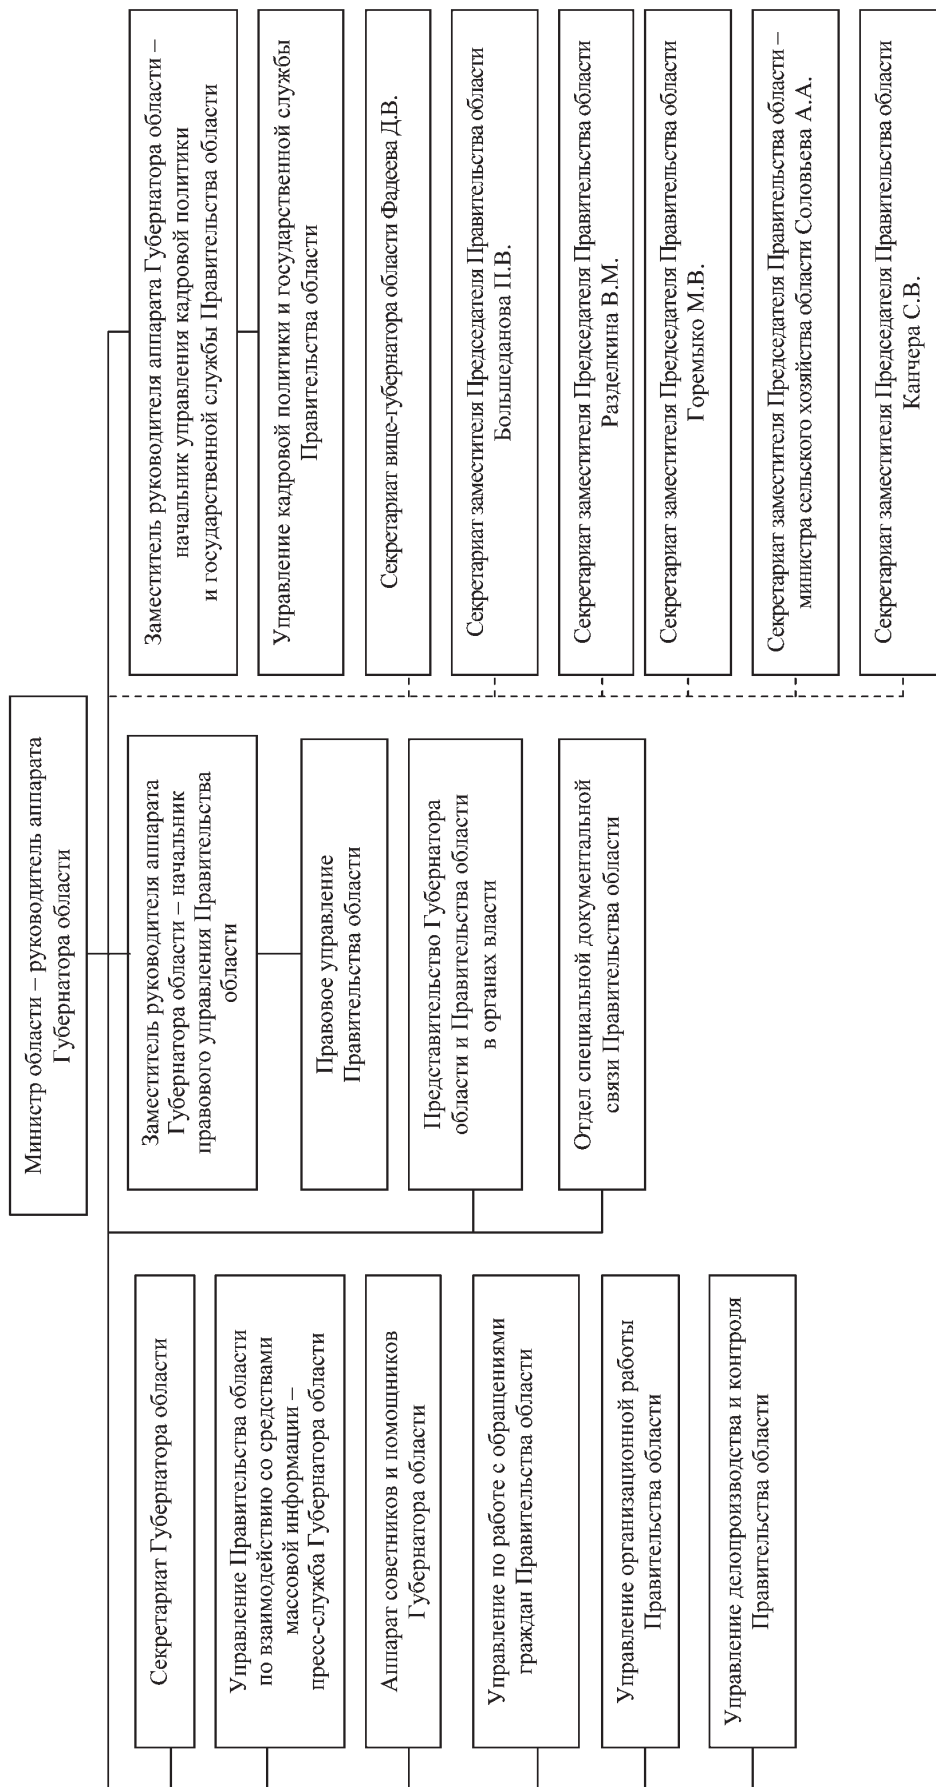 Министр области – руководитель аппарата
Губернатора области
Секретариат Губернатора области
Управление Правительства области
по взаимодействию со средствами
массовой информации –
пресс-служба Губернатора области
Аппарат советников и помощников
Губернатора области
Управление по работе с обращениями
граждан Правительства области
Управление организационной работы
Правительства области
Управление делопроизводства и контроля
Правительства области
Заместитель руководителя аппарата
Губернатора области – начальник
правового управления Правительства
области
Правовое управление
Правительства области
Представительство Губернатора
области и Правительства области
в органах власти
Отдел специальной документальной
связи Правительства области
Заместитель руководителя аппарата Губернатора области –
начальник управления кадровой политики
и государственной службы Правительства области
Управление кадровой политики и государственной службы
Правительства области
Секретариат вице-губернатора области Фадеева Д.В.
Секретариат заместителя Председателя Правительства области
Большеданова П.В.
Секретариат заместителя Председателя Правительства области
Разделкина В.М.
Секретариат заместителя Председателя Правительства области
Горемыко М.В.
Секретариат заместителя Председателя Правительства области –
министра сельского хозяйства области Соловьева А.А.
Секретариат заместителя Председателя Правительства области
Канчера С.В.